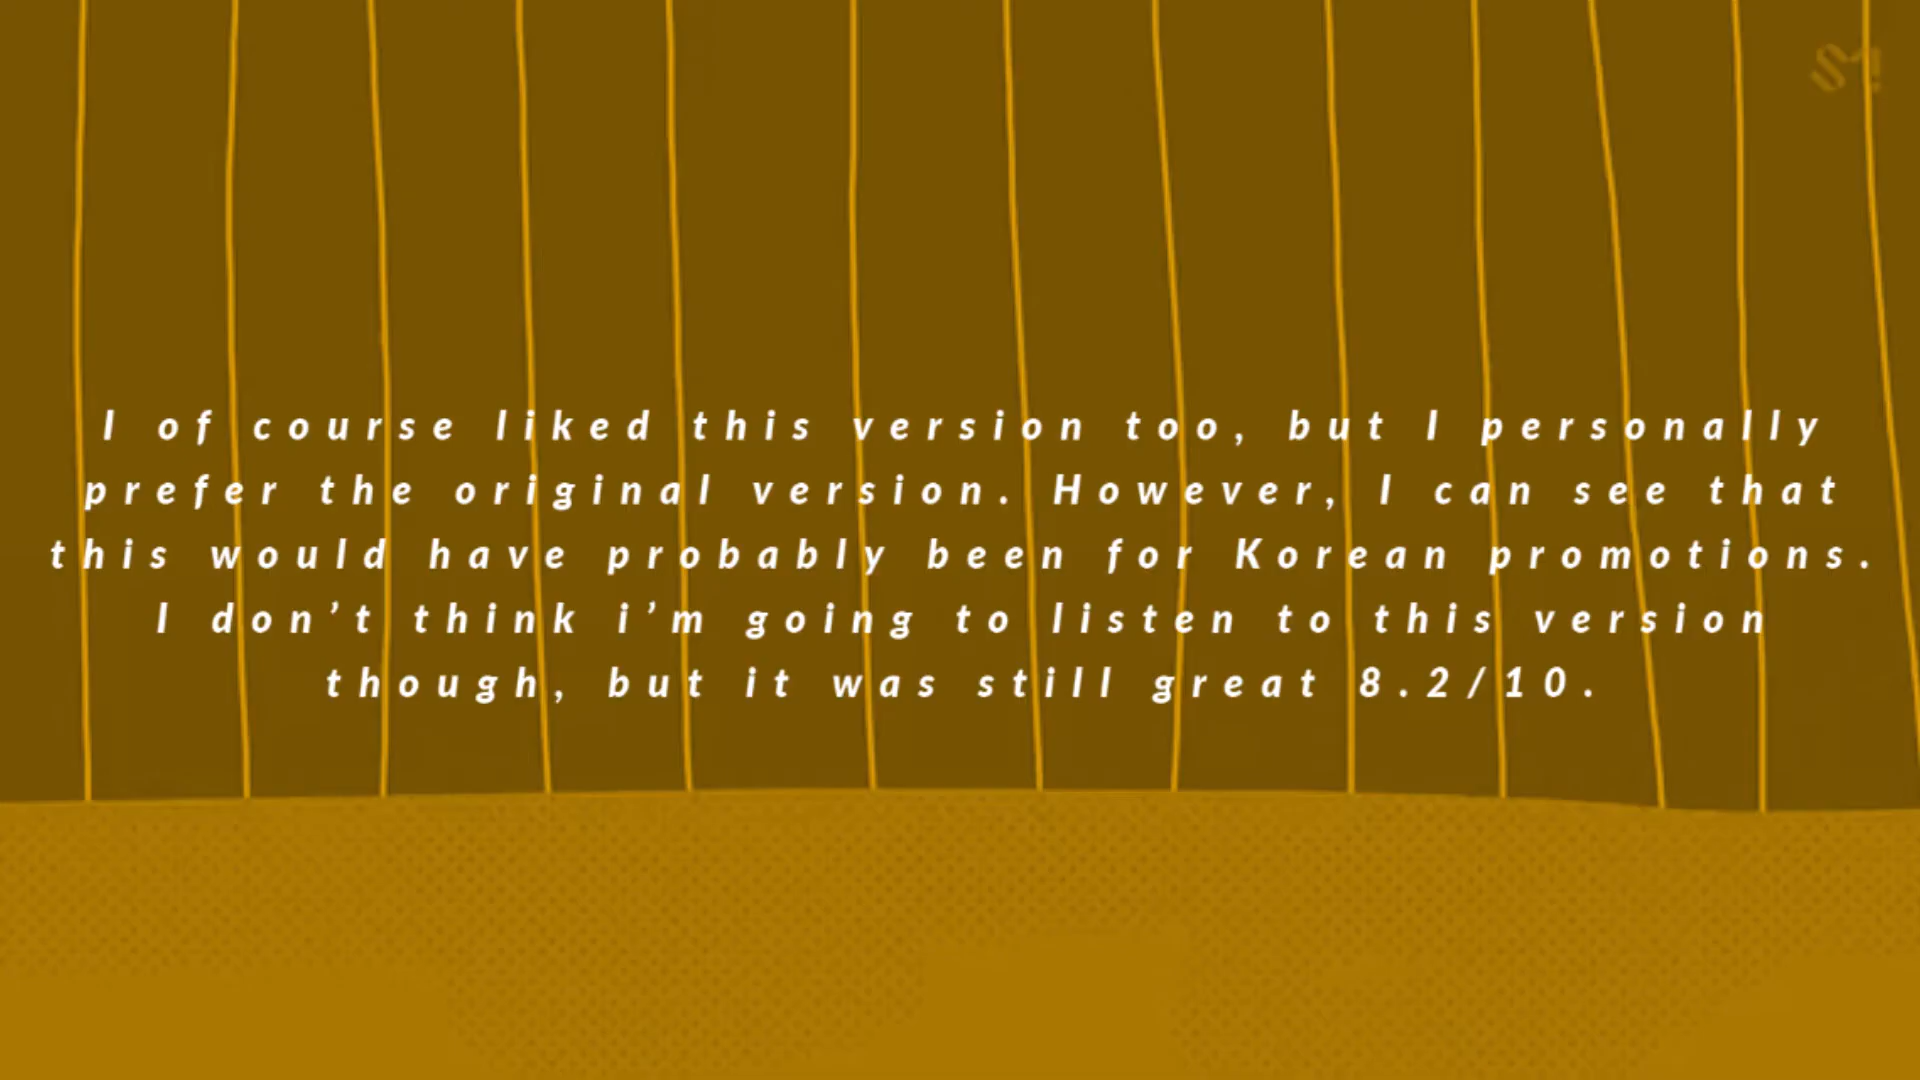 I of course liked this version too, but I personally
prefer the original version. However, I can see that
this would have probably been for Korean promotions.
I don’t think i’m going to listen to this version
though, but it was still great 8.2/10.